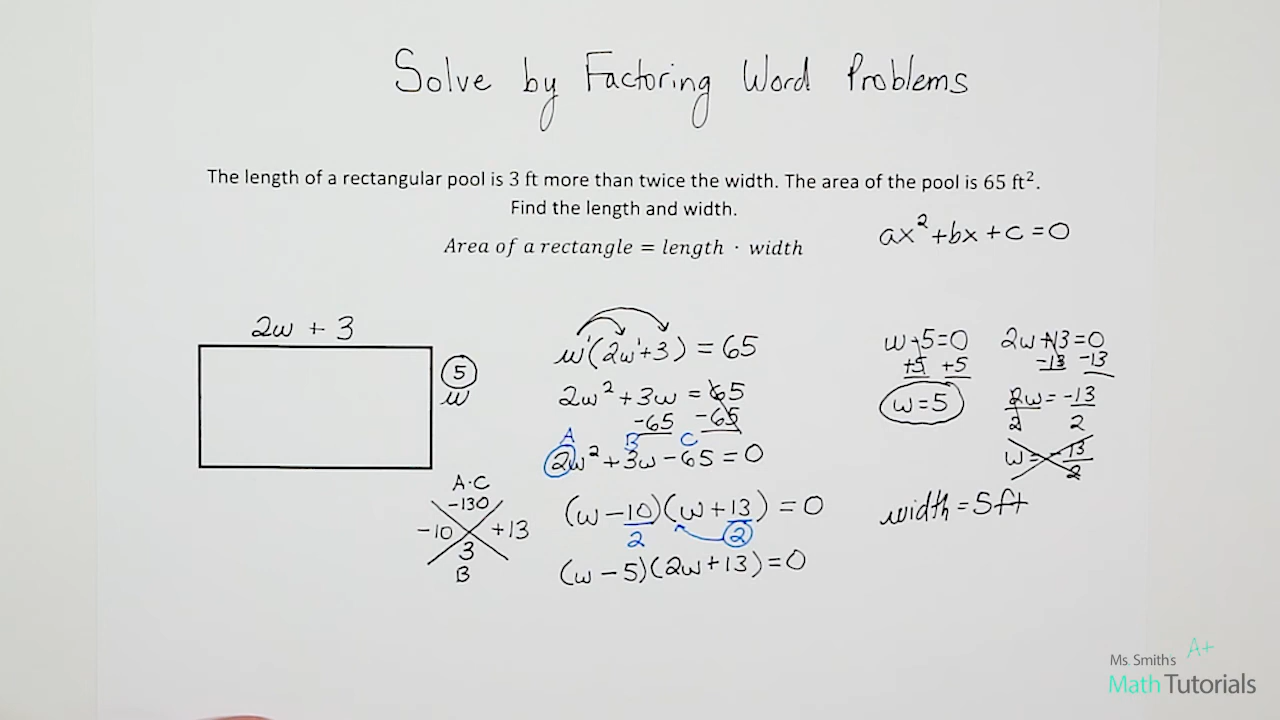 Solve by Factoring Word Problems
The length of a rectangular pool is 3 ft more than twice the width. The area of the pool is 65 ft².
Find the length and width.
Area of a rectangle = length · width
ax² + bx + c = 0
2w + 3
5
w
A·C
-130
-10 +13
3
B
w¹(2w¹+3) = 65
2w² + 3w = 65
-65 -65
A B C
2w² + 3w - 65 = 0
(w - 10/2)(w + 13/2) = 0
(w - 5)(2w + 13) = 0
w - 5 = 0
+5 +5
w = 5
2w + 13 = 0
-13 -13
2w/2 = -13/2
w = -13/2
width = 5ft
Ms. Smith's A+
Math Tutorials